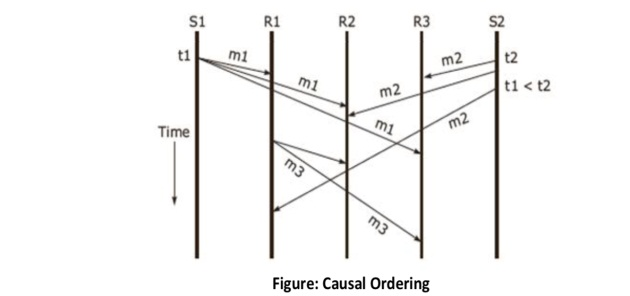 S1 R1 R2 R3 S2
t1 m1 m2 t2
m1 m2 t1 < t2
m1 m2
Time
m3
m3
Figure: Causal Ordering